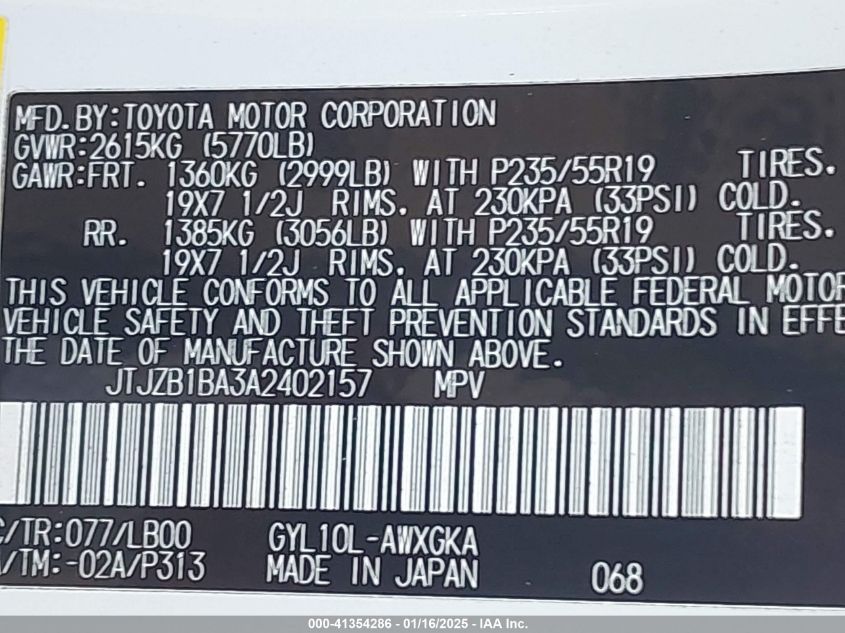 MFD.BY:TOYOTA MOTOR CORPORATION
GVWR:2615KG (5770LB)
GAWR:FRT. 1360KG (2999LB) WITH P235/55R19 TIRES.
19X7 1/2J RIMS, AT 230KPA (33PSI) COLD.
RR. 1385KG (3056LB) WITH P235/55R19 TIRES.
19X7 1/2J RIMS, AT 230KPA (33PSI) COLD.
THIS VEHICLE CONFORMS TO ALL APPLICABLE FEDERAL MOTOR
VEHICLE SAFETY AND THEFT PREVENTION STANDARDS IN EFFE
THE DATE OF MANUFACTURE SHOWN ABOVE.
JTJZB1BA3A2402157 MPV
C/TR:077/LB00 GYL10L-AWXGKA
A/TM:-02A/P313 MADE IN JAPAN 068
000-41354286 - 01/16/2025 - IAA Inc.